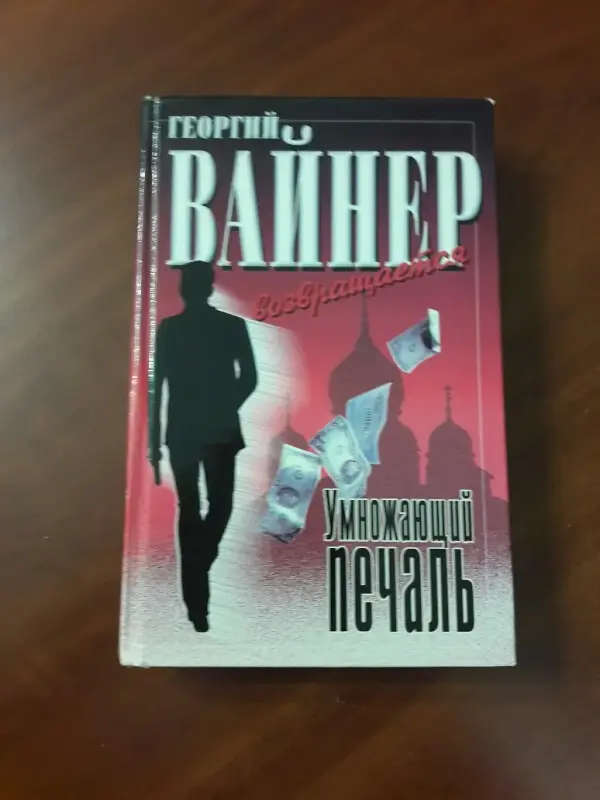 ГЕОРГИЙ
ВАЙНЕР
возвращается
Умножающий
печаль